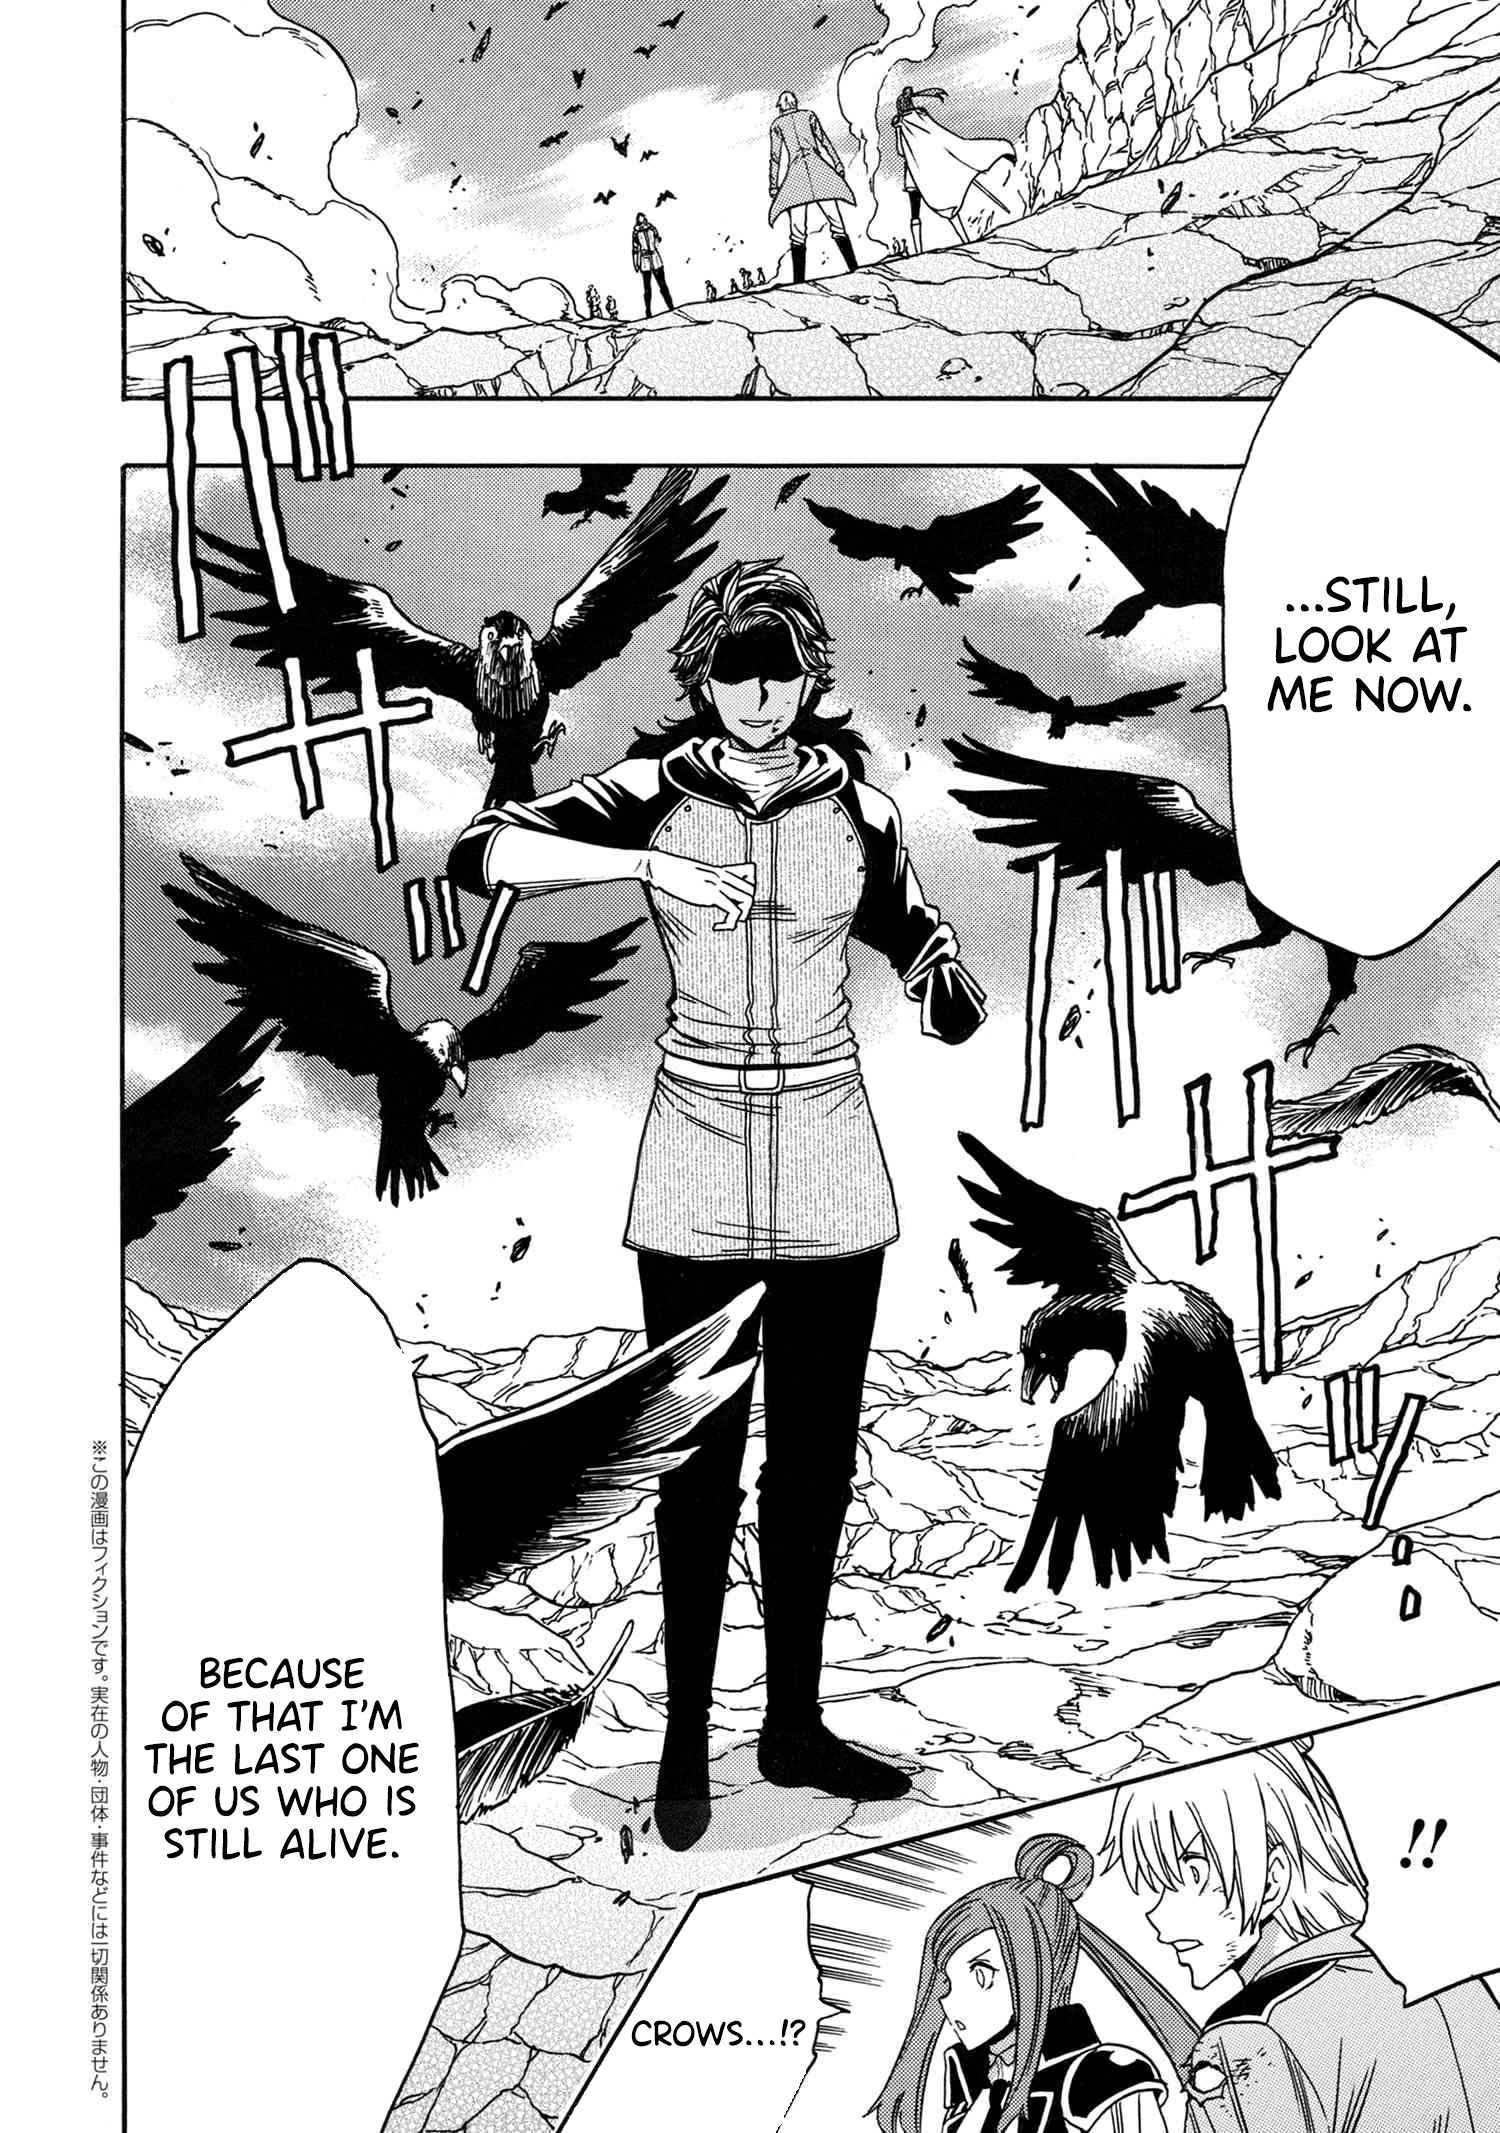 ...STILL,
LOOK AT
ME NOW.
BECAUSE
OF THAT I'M
THE LAST ONE
OF US WHO IS
STILL ALIVE.
!!
CROWS...!?
※この漫画はフィクションです。実在の人物・団体・事件などには一切関係ありません。